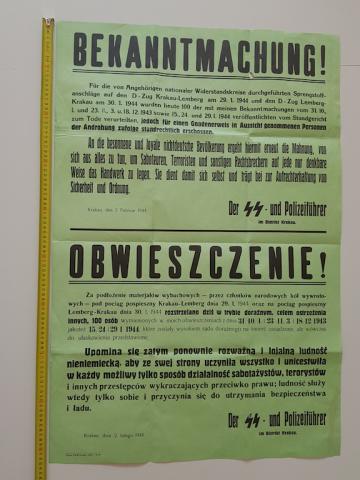 BEKANNTMACHUNG!
Für die von Angehörigen nationaler Widerstandskreise durchgeführten Sprengstoff-
anschläge auf den D-Zug Krakau-Lemberg am 29. 1. 1944 und den D-Zug Lemberg-
Krakau am 30. 1. 1944 wurden heute 100 der mit meinen Bekanntmachungen vom 31. 10,
1. und 23. 11., 3. u. 18. 12. 1943 sowie 15., 24. und 29. 1. 1944 veröffentlichten vom Standgericht
zum Tode verurteilten, jedoch für einen Gnadenerweis in Aussicht genommenen Personen
der Androhung zufolge standrechtlich erschossen.
An die besonnene und loyale nichtdeutsche Bevölkerung ergeht hiermit erneut die Mahnung, von
sich aus alles zu tun, um Saboteuren, Terroristen und sonstigen Rechtsbrechern auf jede nur denkbare
Weise das Handwerk zu legen. Sie dient damit sich selbst und trägt bei zur Aufrechterhaltung von
Sicherheit und Ordnung.
Krakau, den 2. Februar 1944.
Der SS- und Polizeiführer
im Distrikt Krakau.
OBWIESZCZENIE!
Za podłożenie materjałów wybuchowych — przez członków narodowych kół wywroto-
wych — pod pociąg pospieszny Kraków-Lemberg dnia 29. 1. 1944 oraz na pociąg pospieszny
Lemberg-Kraków dnia 30. 1. 1944 rozstrzelano dziś w trybie doraźnym, celem ostrzeżenia
innych, 100 osób wymienionych w moich obwieszczeniach z dnia 31. 10., 1. i 23. 11., 3. i 18. 12. 1943
jakoteż 15., 24. i 29. 1. 1944, które zostały wyrokiem sądu doraźnego na śmierć zasądzone, ale wówczas
do ułaskawienia przedstawione.
Upomina się zatym ponownie rozważną i lojalną ludność
nieniemiecką, aby ze swej strony uczyniła wszystko i unicestwiła
w każdy możliwy tylko sposób działalność sabotażystów, terorystów
i innych przestępców wykraczających przeciwko prawu; ludność służy
wtedy tylko sobie i przyczynia się do utrzymania bezpieczeństwa
i ładu.
Kraków, dnia 2. lutego 1944.
Der SS- und Polizeiführer
im Distrikt Krakau.